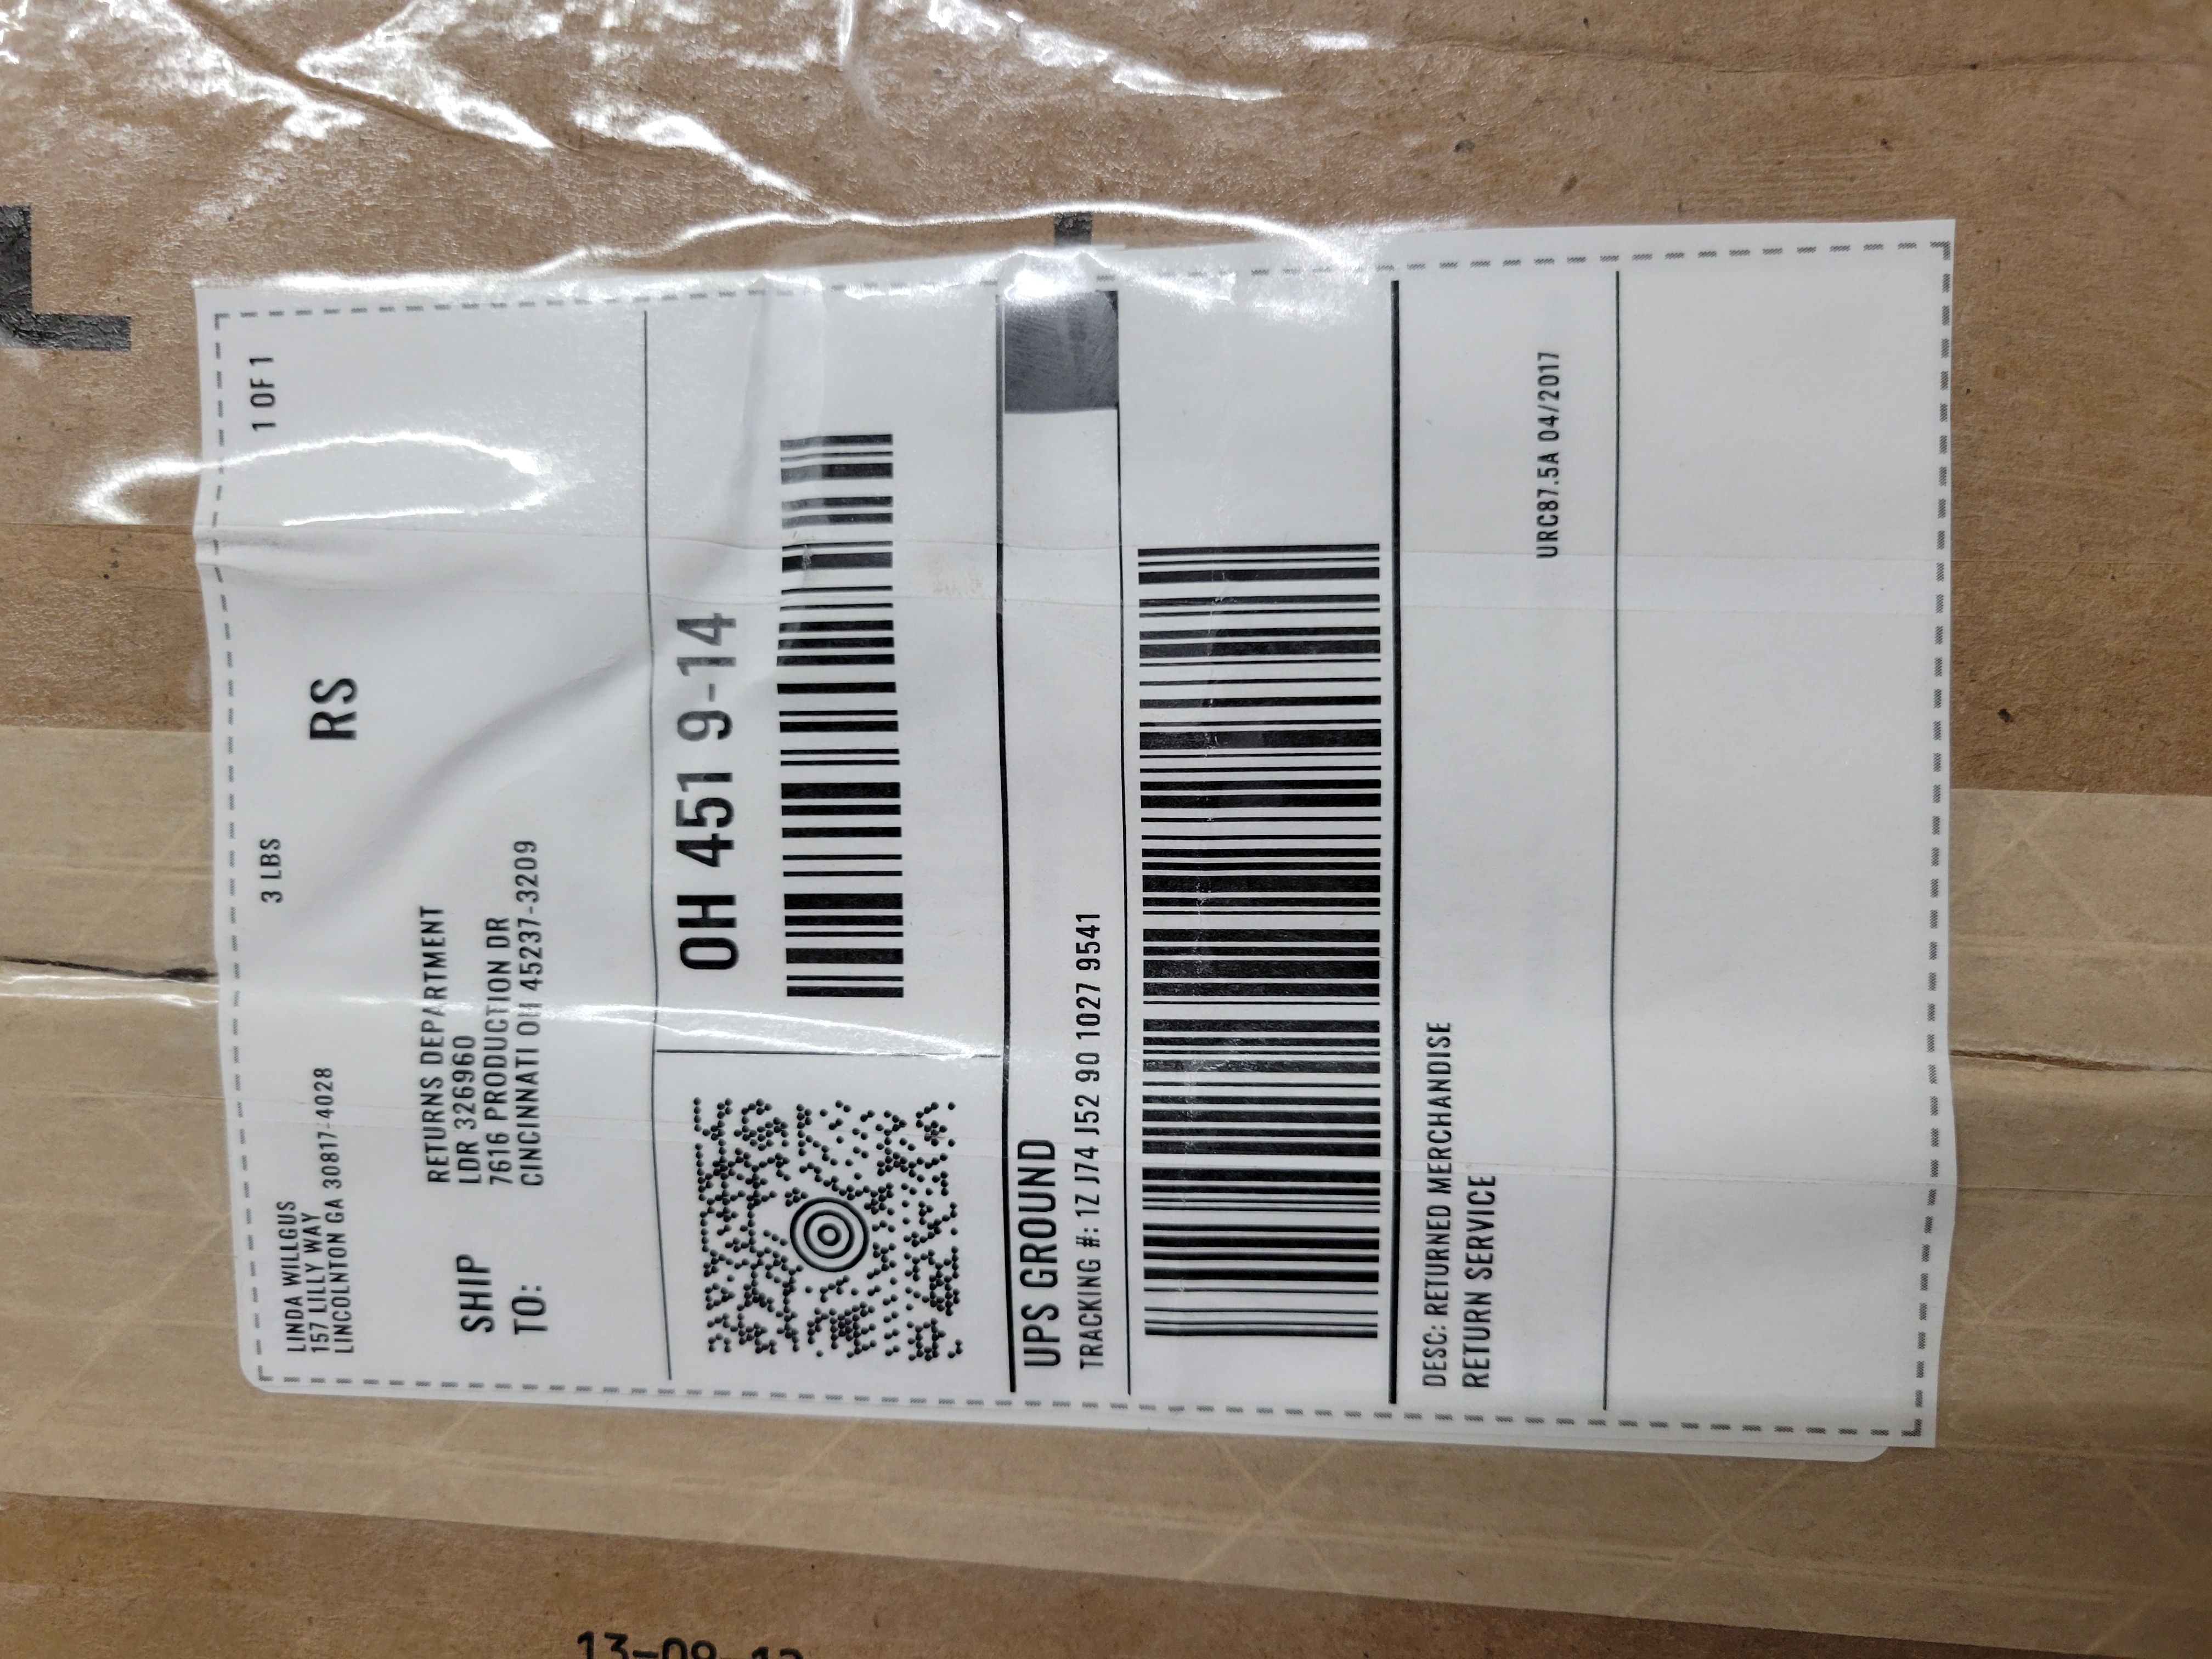 LINDA WILLGUS
157 LILLY WAY
LINCOLNTON GA 30817-4028
3 LBS
1 OF 1
RS
SHIP
TO:
RETURNS DEPARTMENT
LDR 326960
7616 PRODUCTION DR
CINCINNATI OH 45237-3209
OH 451 9-14
UPS GROUND
TRACKING #: 1Z J74 J52 90 1027 9541
DESC: RETURNED MERCHANDISE
RETURN SERVICE
URC87.5A 04/2017